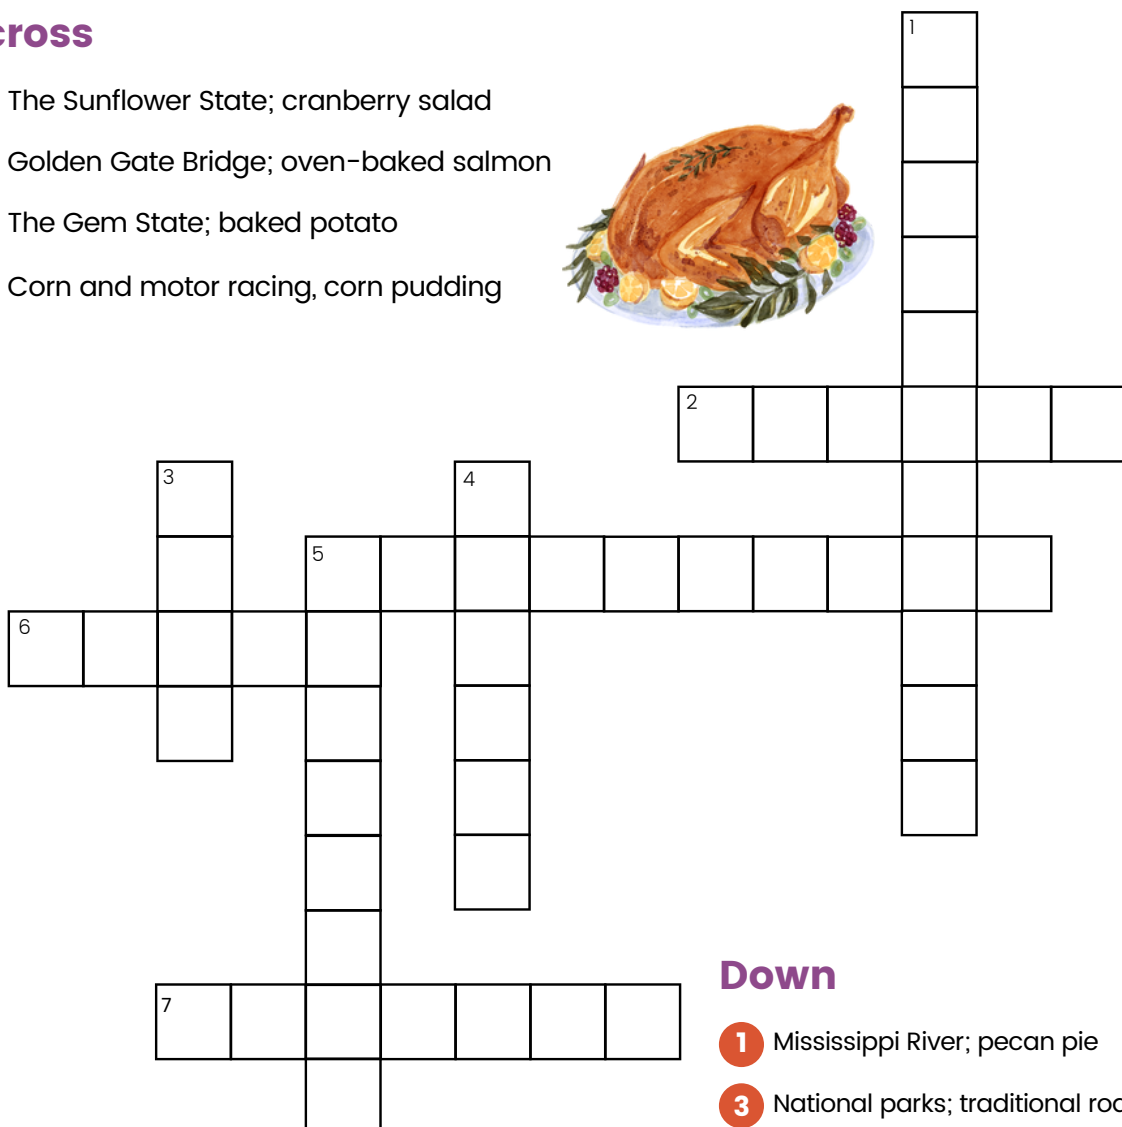 cross
The Sunflower State; cranberry salad
Golden Gate Bridge; oven-baked salmon
The Gem State; baked potato
Corn and motor racing, corn pudding
1
2
3
4
5
6
7
Down
1 Mississippi River; pecan pie
3 National parks; traditional